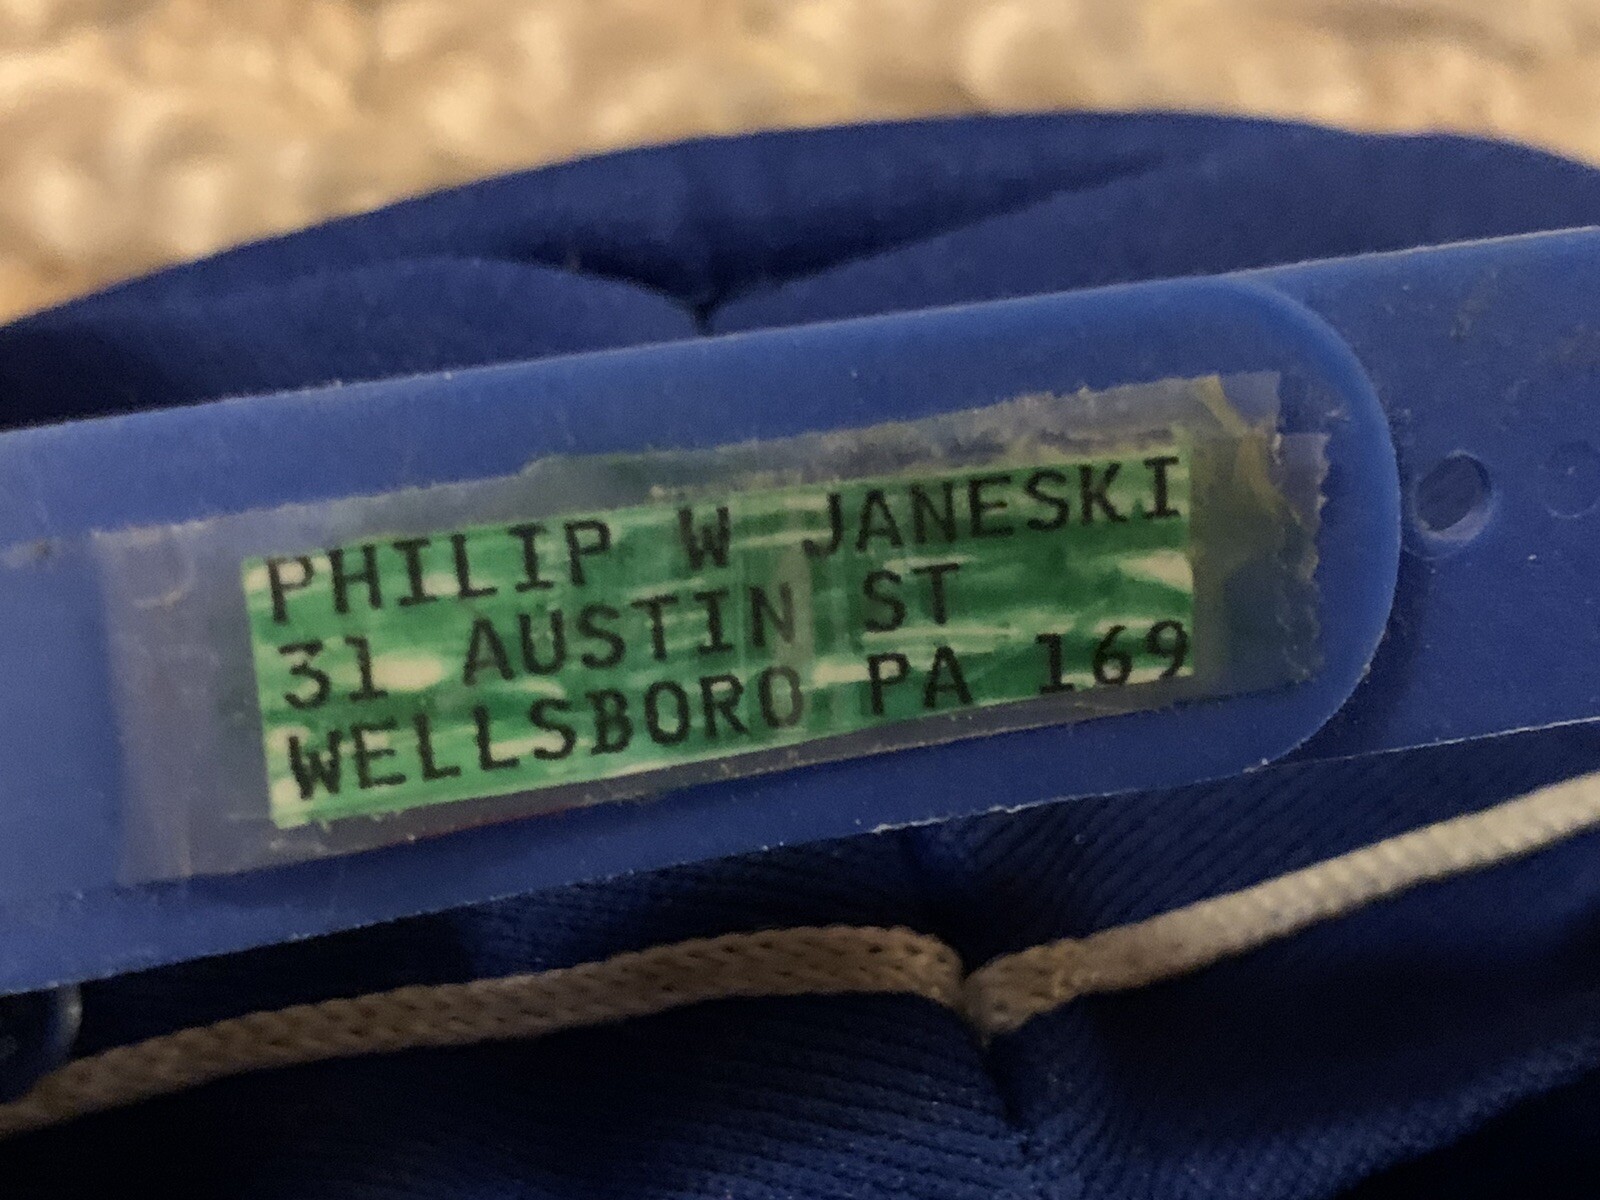 PHILIP W JANESKI
31 AUSTIN ST
WELLSBORO PA 169